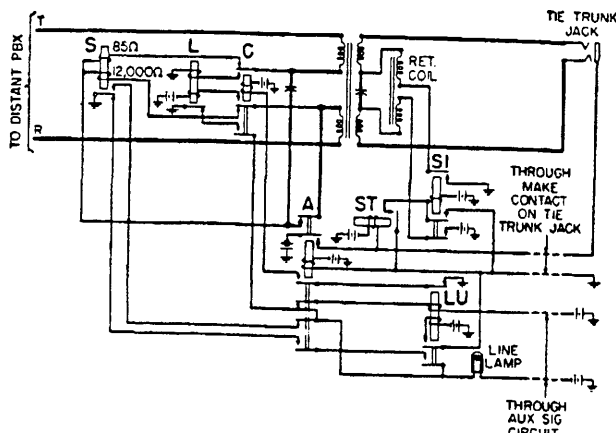 T
S
85Ω
12,000Ω
L
C
TO DISTANT PBX
R
RET.
COIL
TIE TRUNK
JACK
SI
A
ST
THROUGH
MAKE
CONTACT
ON TIE
TRUNK JACK
LU
LINE
LAMP
THROUGH
AUX SIG
CIRCUIT